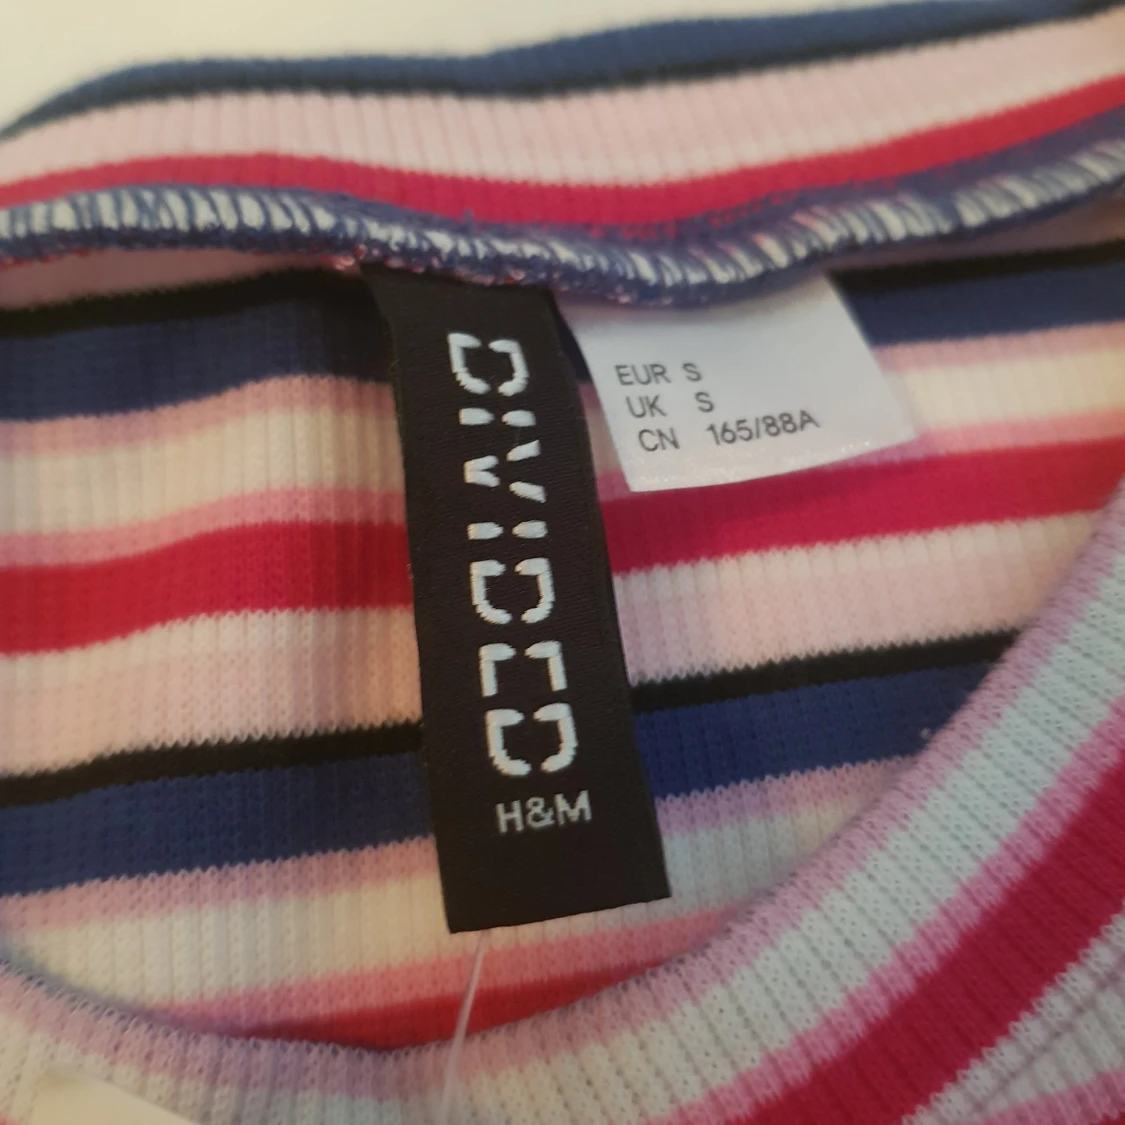 DIVIDED
H&M
EUR S
UK S
CN 165/88A